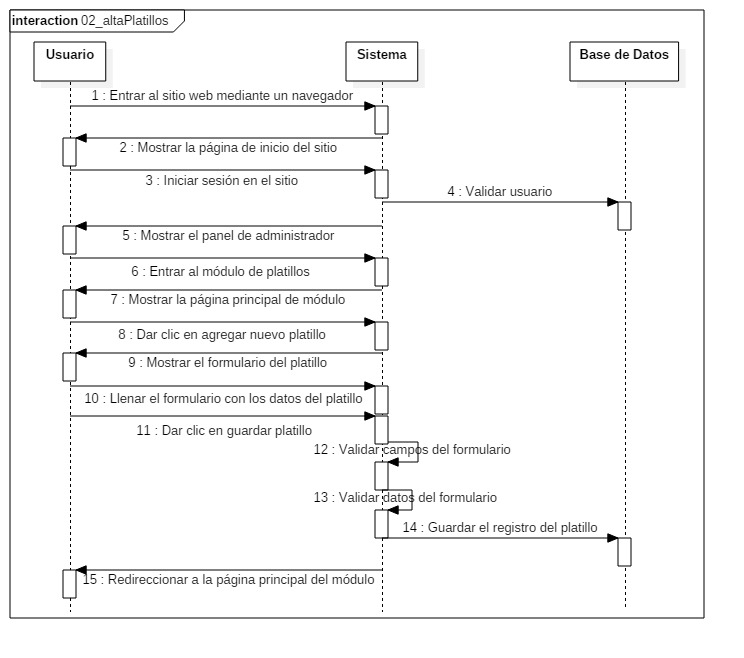 interaction 02_altaPlatillos
Usuario
Sistema
Base de Datos
1 : Entrar al sitio web mediante un navegador
2 : Mostrar la página de inicio del sitio
3 : Iniciar sesión en el sitio
4 : Validar usuario
5 : Mostrar el panel de administrador
6 : Entrar al módulo de platillos
7 : Mostrar la página principal de módulo
8 : Dar clic en agregar nuevo platillo
9 : Mostrar el formulario del platillo
10 : Llenar el formulario con los datos del platillo
11 : Dar clic en guardar platillo
12 : Validar campos del formulario
13 : Validar datos del formulario
14 : Guardar el registro del platillo
15 : Redireccionar a la página principal del módulo